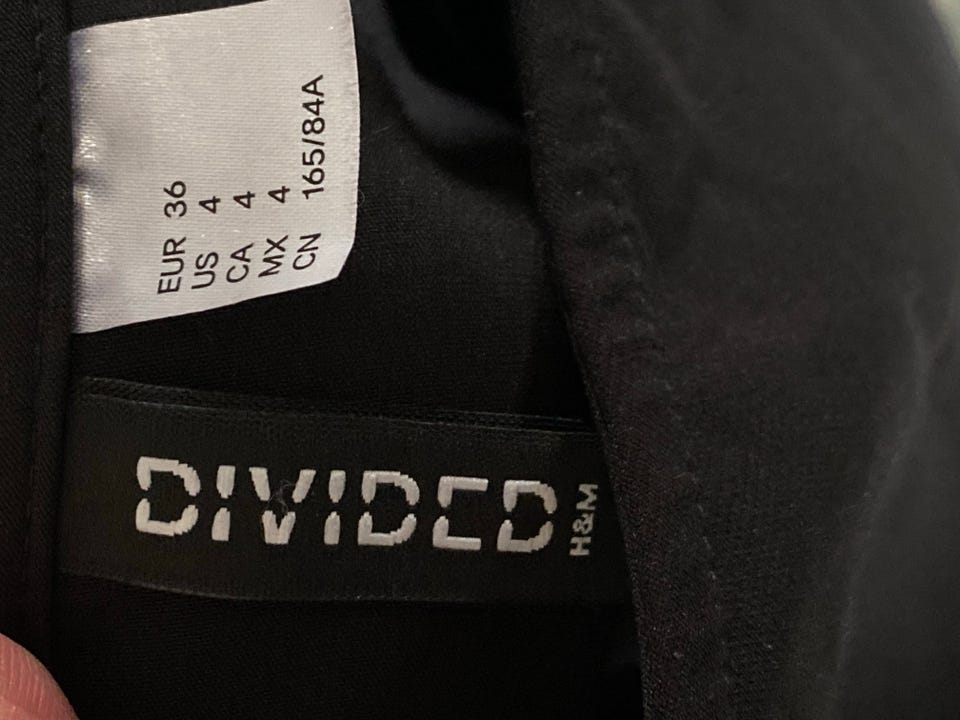 EUR 36
US 4
CA 4
MX 4
CN 165/84A
DIVIDED
H&M